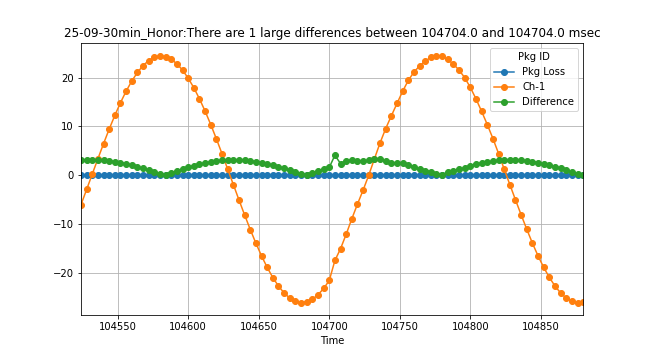 25-09-30min_Honor:There are 1 large differences between 104704.0 and 104704.0 msec
Pkg ID
Pkg Loss
Ch-1
Difference
20
10
0
−10
−20
104550 104600 104650 104700 104750 104800 104850
Time